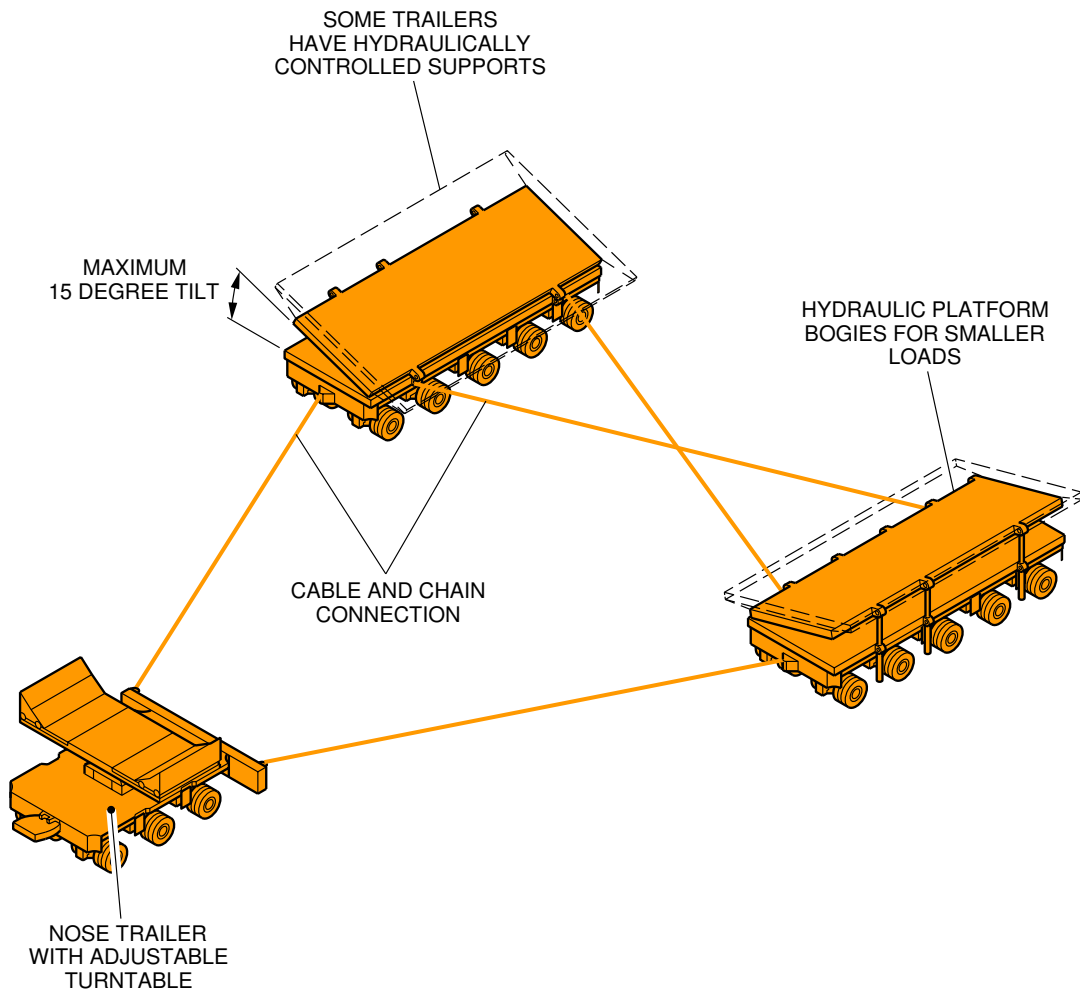 SOME TRAILERS
HAVE HYDRAULICALLY
CONTROLLED SUPPORTS
MAXIMUM
15 DEGREE TILT
HYDRAULIC PLATFORM
BOGIES FOR SMALLER
LOADS
CABLE AND CHAIN
CONNECTION
NOSE TRAILER
WITH ADJUSTABLE
TURNTABLE